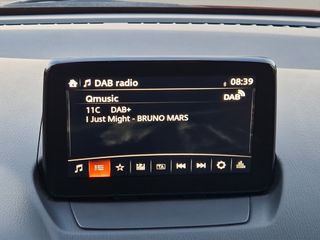 DAB radio 08:39
Qmusic DAB
11C DAB+
I Just Might - BRUNO MARS